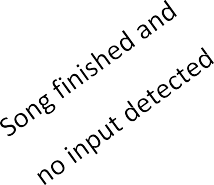 Song finished and
no input detected